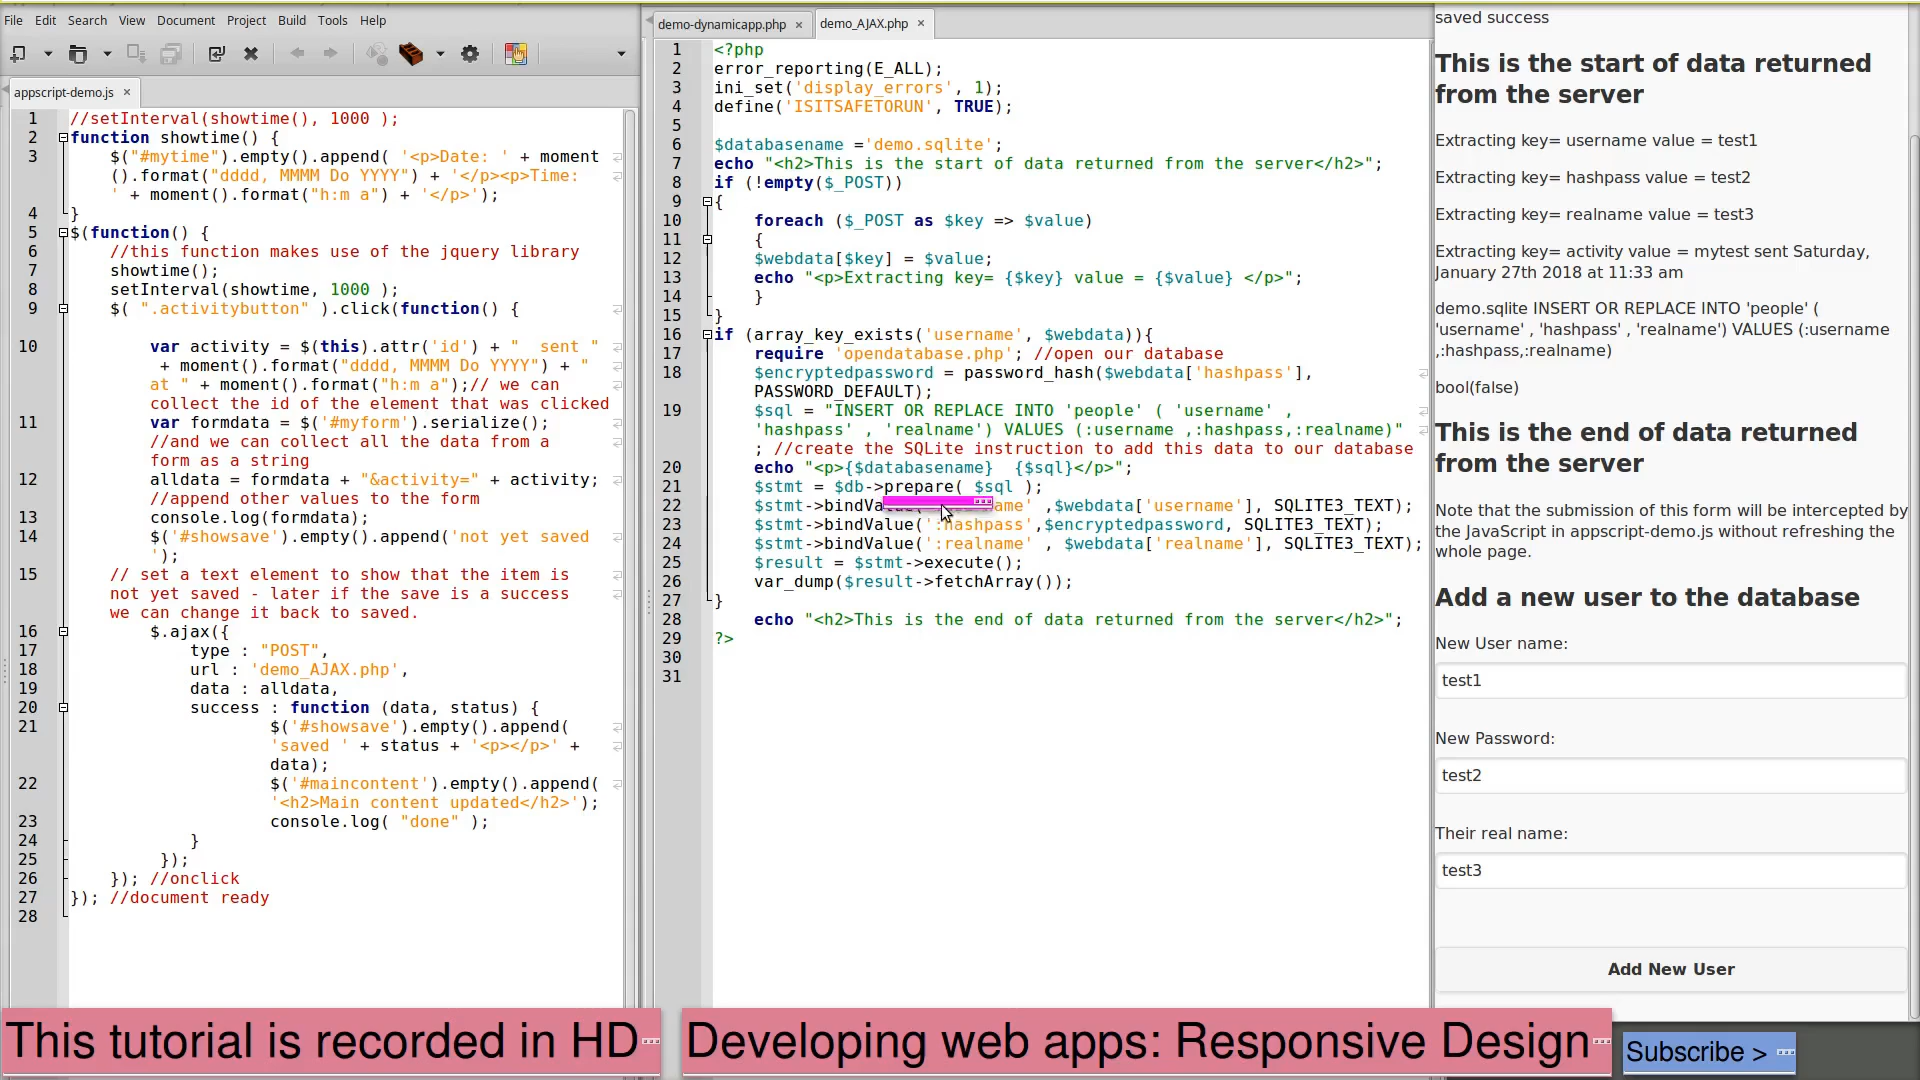 File Edit Search View Document Project Build Tools Help
appscript-demo.js ×
1 //setInterval(showtime(), 1000 );
2 function showtime() {
3 $("#mytime").empty().append( '<p>Date: ' + moment
().format("dddd, MMMM Do YYYY") + '</p><p>Time:
' + moment().format("h:m a") + '</p>');
4 }
5 $(function() {
6 //this function makes use of the jquery library
7 showtime();
8 setInterval(showtime, 1000 );
9 $( ".activitybutton" ).click(function() {
10 var activity = $(this).attr('id') + "  sent "
+ moment().format("dddd, MMMM Do YYYY") + "
at " + moment().format("h:m a");// we can
collect the id of the element that was clicked
11 var formdata = $('#myform').serialize();
//and we can collect all the data from a
form as a string
12 alldata = formdata + "&activity=" + activity;
//append other values to the form
13 console.log(formdata);
14 $('#showsave').empty().append('not yet saved
');
15 // set a text element to show that the item is
not yet saved - later if the save is a success
we can change it back to saved.
16 $.ajax({
17 type : "POST",
18 url : 'demo_AJAX.php',
19 data : alldata,
20 success : function (data, status) {
21 $('#showsave').empty().append(
'saved ' + status + '<p></p>' +
data);
22 $('#maincontent').empty().append(
'<h2>Main content updated</h2>');
23 console.log( "done" );
24 }
25 });
26 }); //onclick
27 }); //document ready
28
demo-dynamicapp.php × demo_AJAX.php ×
1 <?php
2 error_reporting(E_ALL);
3 ini_set('display_errors', 1);
4 define('ISITSAFETORUN', TRUE);
5
6 $databasename ='demo.sqlite';
7 echo "<h2>This is the start of data returned from the server</h2>";
8 if (!empty($_POST))
9 {
10 foreach ($_POST as $key => $value)
11 {
12 $webdata[$key] = $value;
13 echo "<p>Extracting key= {$key} value = {$value} </p>";
14 }
15 }
16 if (array_key_exists('username', $webdata)){
17 require 'opendatabase.php'; //open our database
18 $encryptedpassword = password_hash($webdata['hashpass'],
PASSWORD_DEFAULT);
19 $sql = "INSERT OR REPLACE INTO 'people' ( 'username' ,
'hashpass' , 'realname') VALUES (:username ,:hashpass,:realname)"
; //create the SQLite instruction to add this data to our database
20 echo "<p>{$databasename}  {$sql}</p>";
21 $stmt = $db->prepare( $sql );
22 $stmt->bindVa ame' ,$webdata['username'], SQLITE3_TEXT);
23 $stmt->bindValue(':hashpass',$encryptedpassword, SQLITE3_TEXT);
24 $stmt->bindValue(':realname' , $webdata['realname'], SQLITE3_TEXT);
25 $result = $stmt->execute();
26 var_dump($result->fetchArray());
27 }
28 echo "<h2>This is the end of data returned from the server</h2>";
29 ?>
30
31
saved success
This is the start of data returned
from the server
Extracting key= username value = test1
Extracting key= hashpass value = test2
Extracting key= realname value = test3
Extracting key= activity value = mytest sent Saturday,
January 27th 2018 at 11:33 am
demo.sqlite INSERT OR REPLACE INTO 'people' (
'username' , 'hashpass' , 'realname') VALUES (:username
,:hashpass,:realname)
bool(false)
This is the end of data returned
from the server
Note that the submission of this form will be intercepted by
the JavaScript in appscript-demo.js without refreshing the
whole page.
Add a new user to the database
New User name:
test1
New Password:
test2
Their real name:
test3
Add New User
This tutorial is recorded in HD
Developing web apps: Responsive Design
Subscribe >